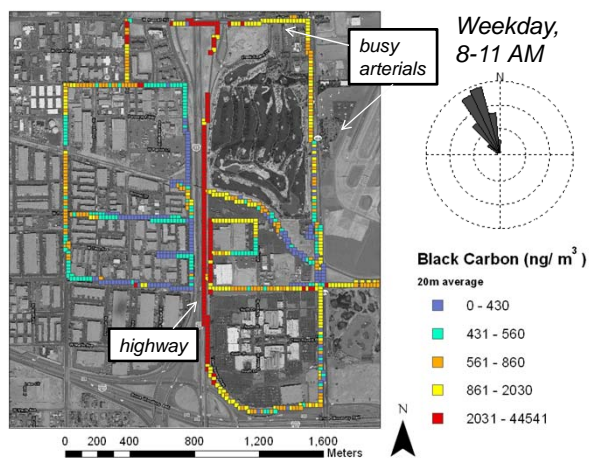 Weekday,
8-11 AM
busy
arterials
N
highway
Black Carbon (ng/ m³ )
20m average
0 - 430
431 - 560
561 - 860
861 - 2030
2031 - 44541
N
0 200 400 800 1,200 1,600
Meters